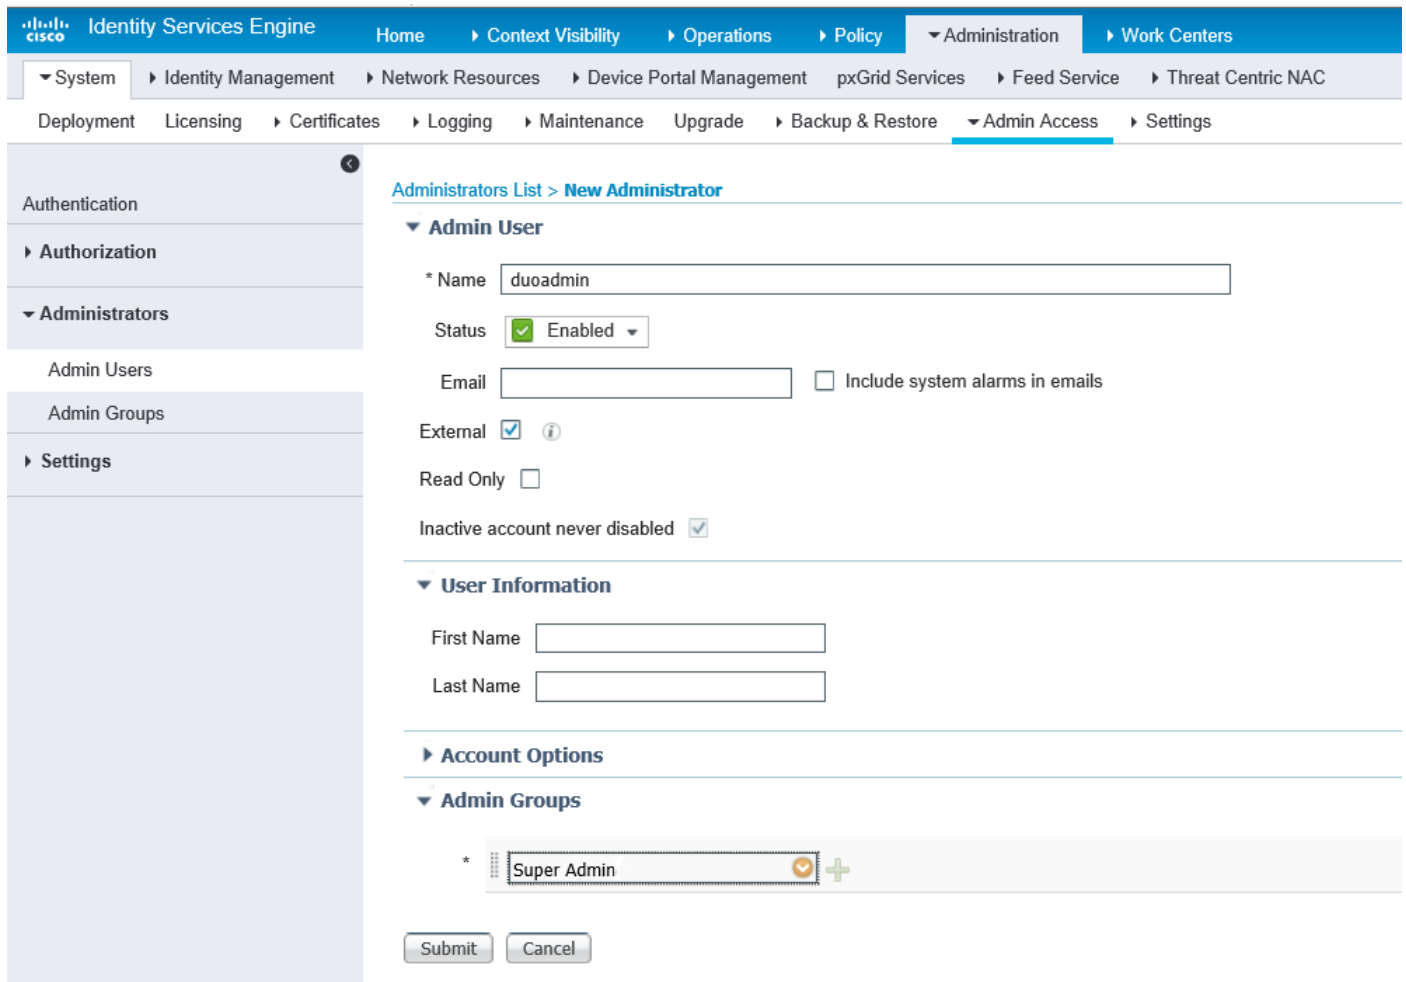 cisco Identity Services Engine Home Context Visibility Operations Policy Administration Work Centers
System Identity Management Network Resources Device Portal Management pxGrid Services Feed Service Threat Centric NAC
Deployment Licensing Certificates Logging Maintenance Upgrade Backup & Restore Admin Access Settings
Authentication
Authorization
Administrators
Admin Users
Admin Groups
Settings
Administrators List > New Administrator
Admin User
* Name duoadmin
Status Enabled
Email Include system alarms in emails
External i
Read Only
Inactive account never disabled
User Information
First Name
Last Name
Account Options
Admin Groups
* Super Admin
Submit Cancel